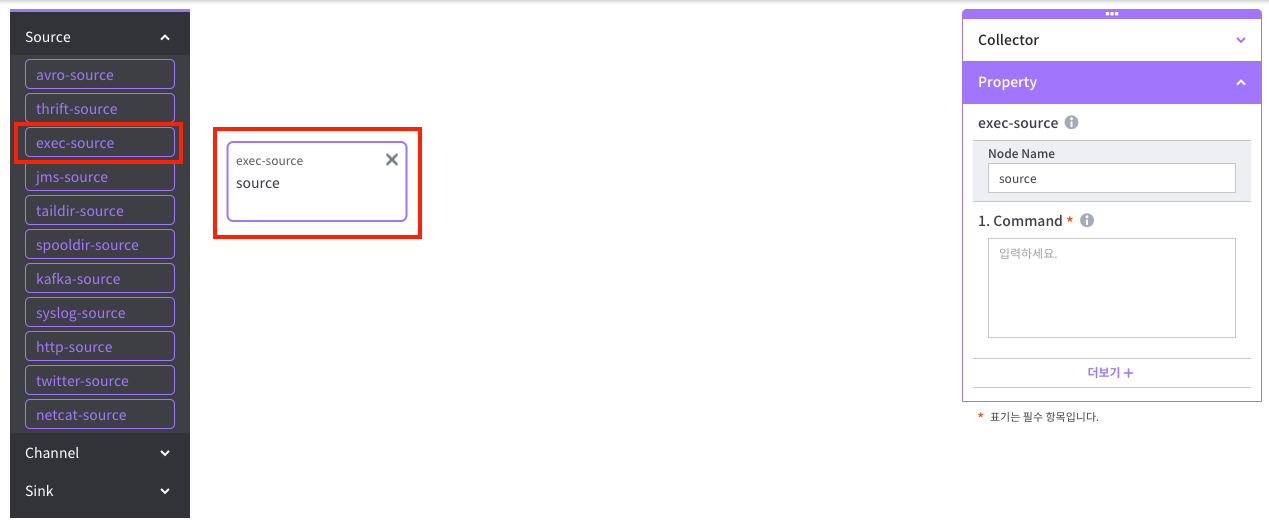 Source
avro-source
thrift-source
exec-source
jms-source
taildir-source
spooldir-source
kafka-source
syslog-source
http-source
twitter-source
netcat-source
Channel
Sink
exec-source
source
Collector
Property
exec-source
Node Name
source
1. Command *
입력하세요.
더보기 +
* 표기는 필수 항목입니다.